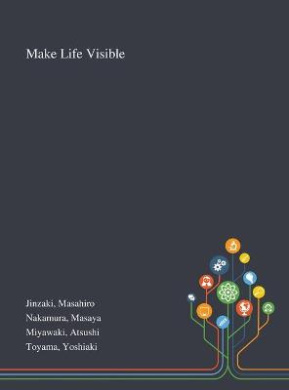 Make Life Visible
Jinzaki, Masahiro
Nakamura, Masaya
Miyawaki, Atsushi
Toyama, Yoshiaki